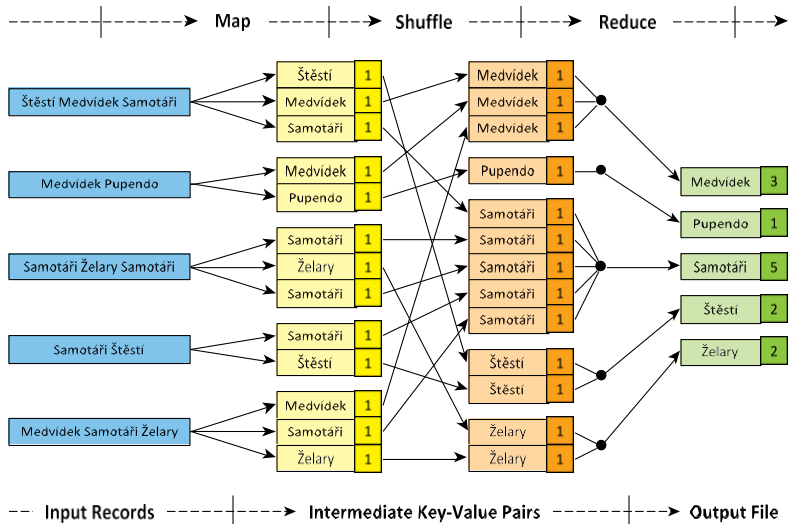 Map Shuffle Reduce
Štěstí Medvídek Samotáři
Medvídek Pupendo
Samotáři Želary Samotáři
Samotáři Štěstí
Medvídek Samotáři Želary
Štěstí 1
Medvídek 1
Samotáři 1
Medvídek 1
Pupendo 1
Samotáři 1
Želary 1
Samotáři 1
Samotáři 1
Štěstí 1
Medvídek 1
Samotáři 1
Želary 1
Medvídek 1
Medvídek 1
Medvídek 1
Pupendo 1
Samotáři 1
Samotáři 1
Samotáři 1
Samotáři 1
Samotáři 1
Štěstí 1
Štěstí 1
Želary 1
Želary 1
Medvídek 3
Pupendo 1
Samotáři 5
Štěstí 2
Želary 2
Input Records Intermediate Key-Value Pairs Output File